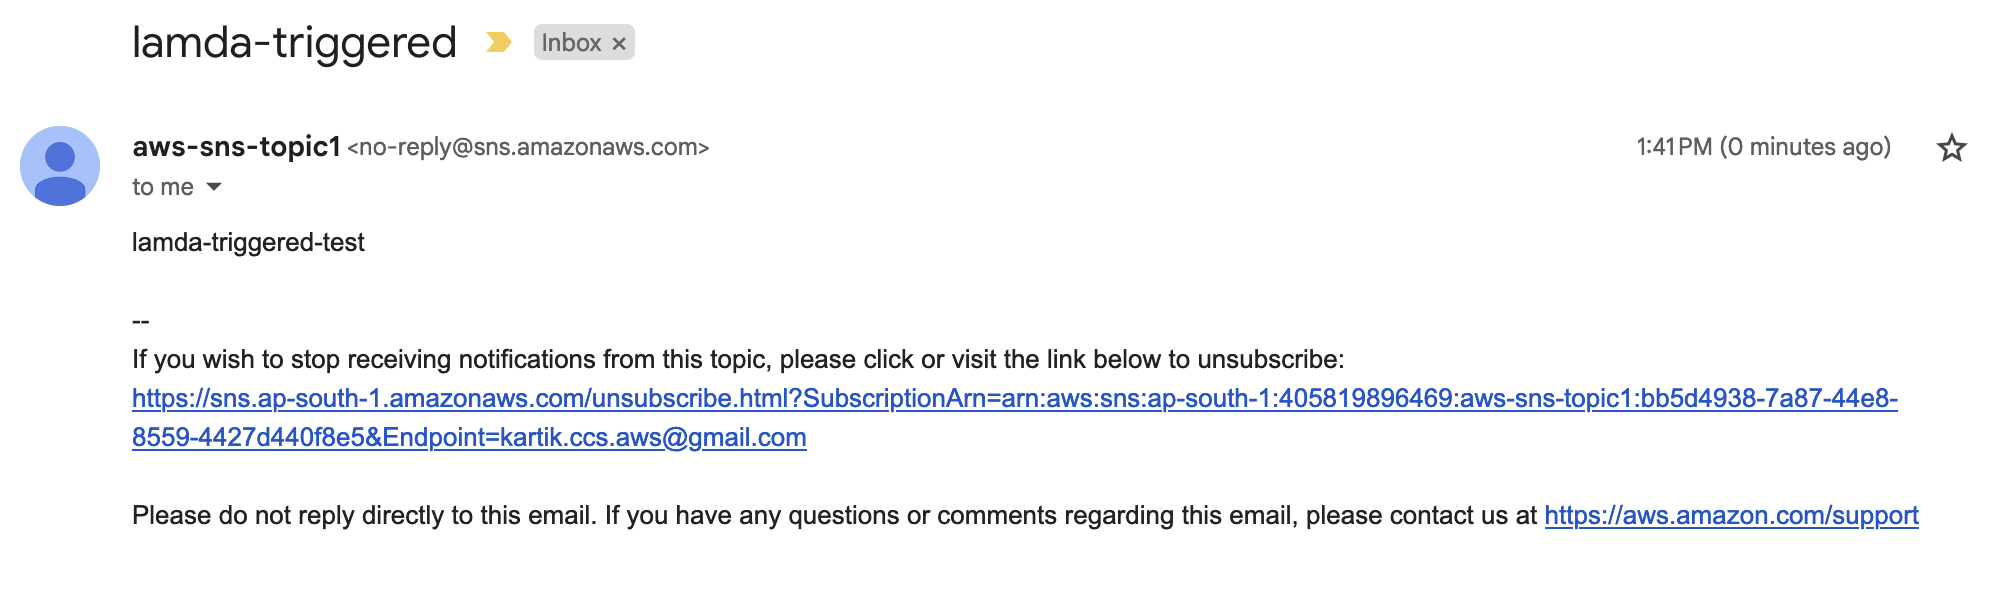 lamda-triggered Inbox ×
aws-sns-topic1 <no-reply@sns.amazonaws.com> 1:41 PM (0 minutes ago)
to me
lamda-triggered-test
--
If you wish to stop receiving notifications from this topic, please click or visit the link below to unsubscribe:
https://sns.ap-south-1.amazonaws.com/unsubscribe.html?SubscriptionArn=arn:aws:sns:ap-south-1:405819896469:aws-sns-topic1:bb5d4938-7a87-44e8-
8559-4427d440f8e5&Endpoint=kartik.ccs.aws@gmail.com
Please do not reply directly to this email. If you have any questions or comments regarding this email, please contact us at https://aws.amazon.com/support